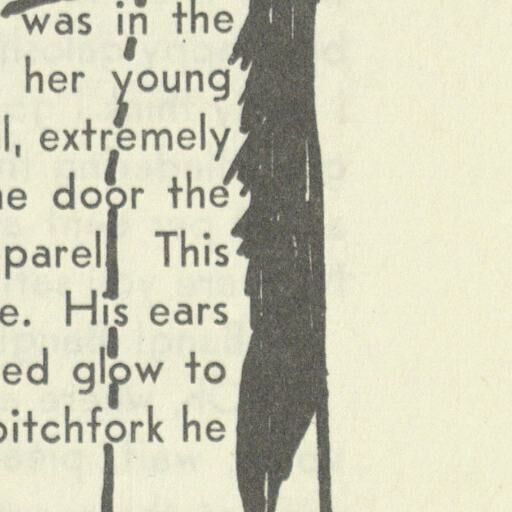 was in the
her young
l, extremely
e door the
parel. This
e. His ears
ed glow to
pitchfork he